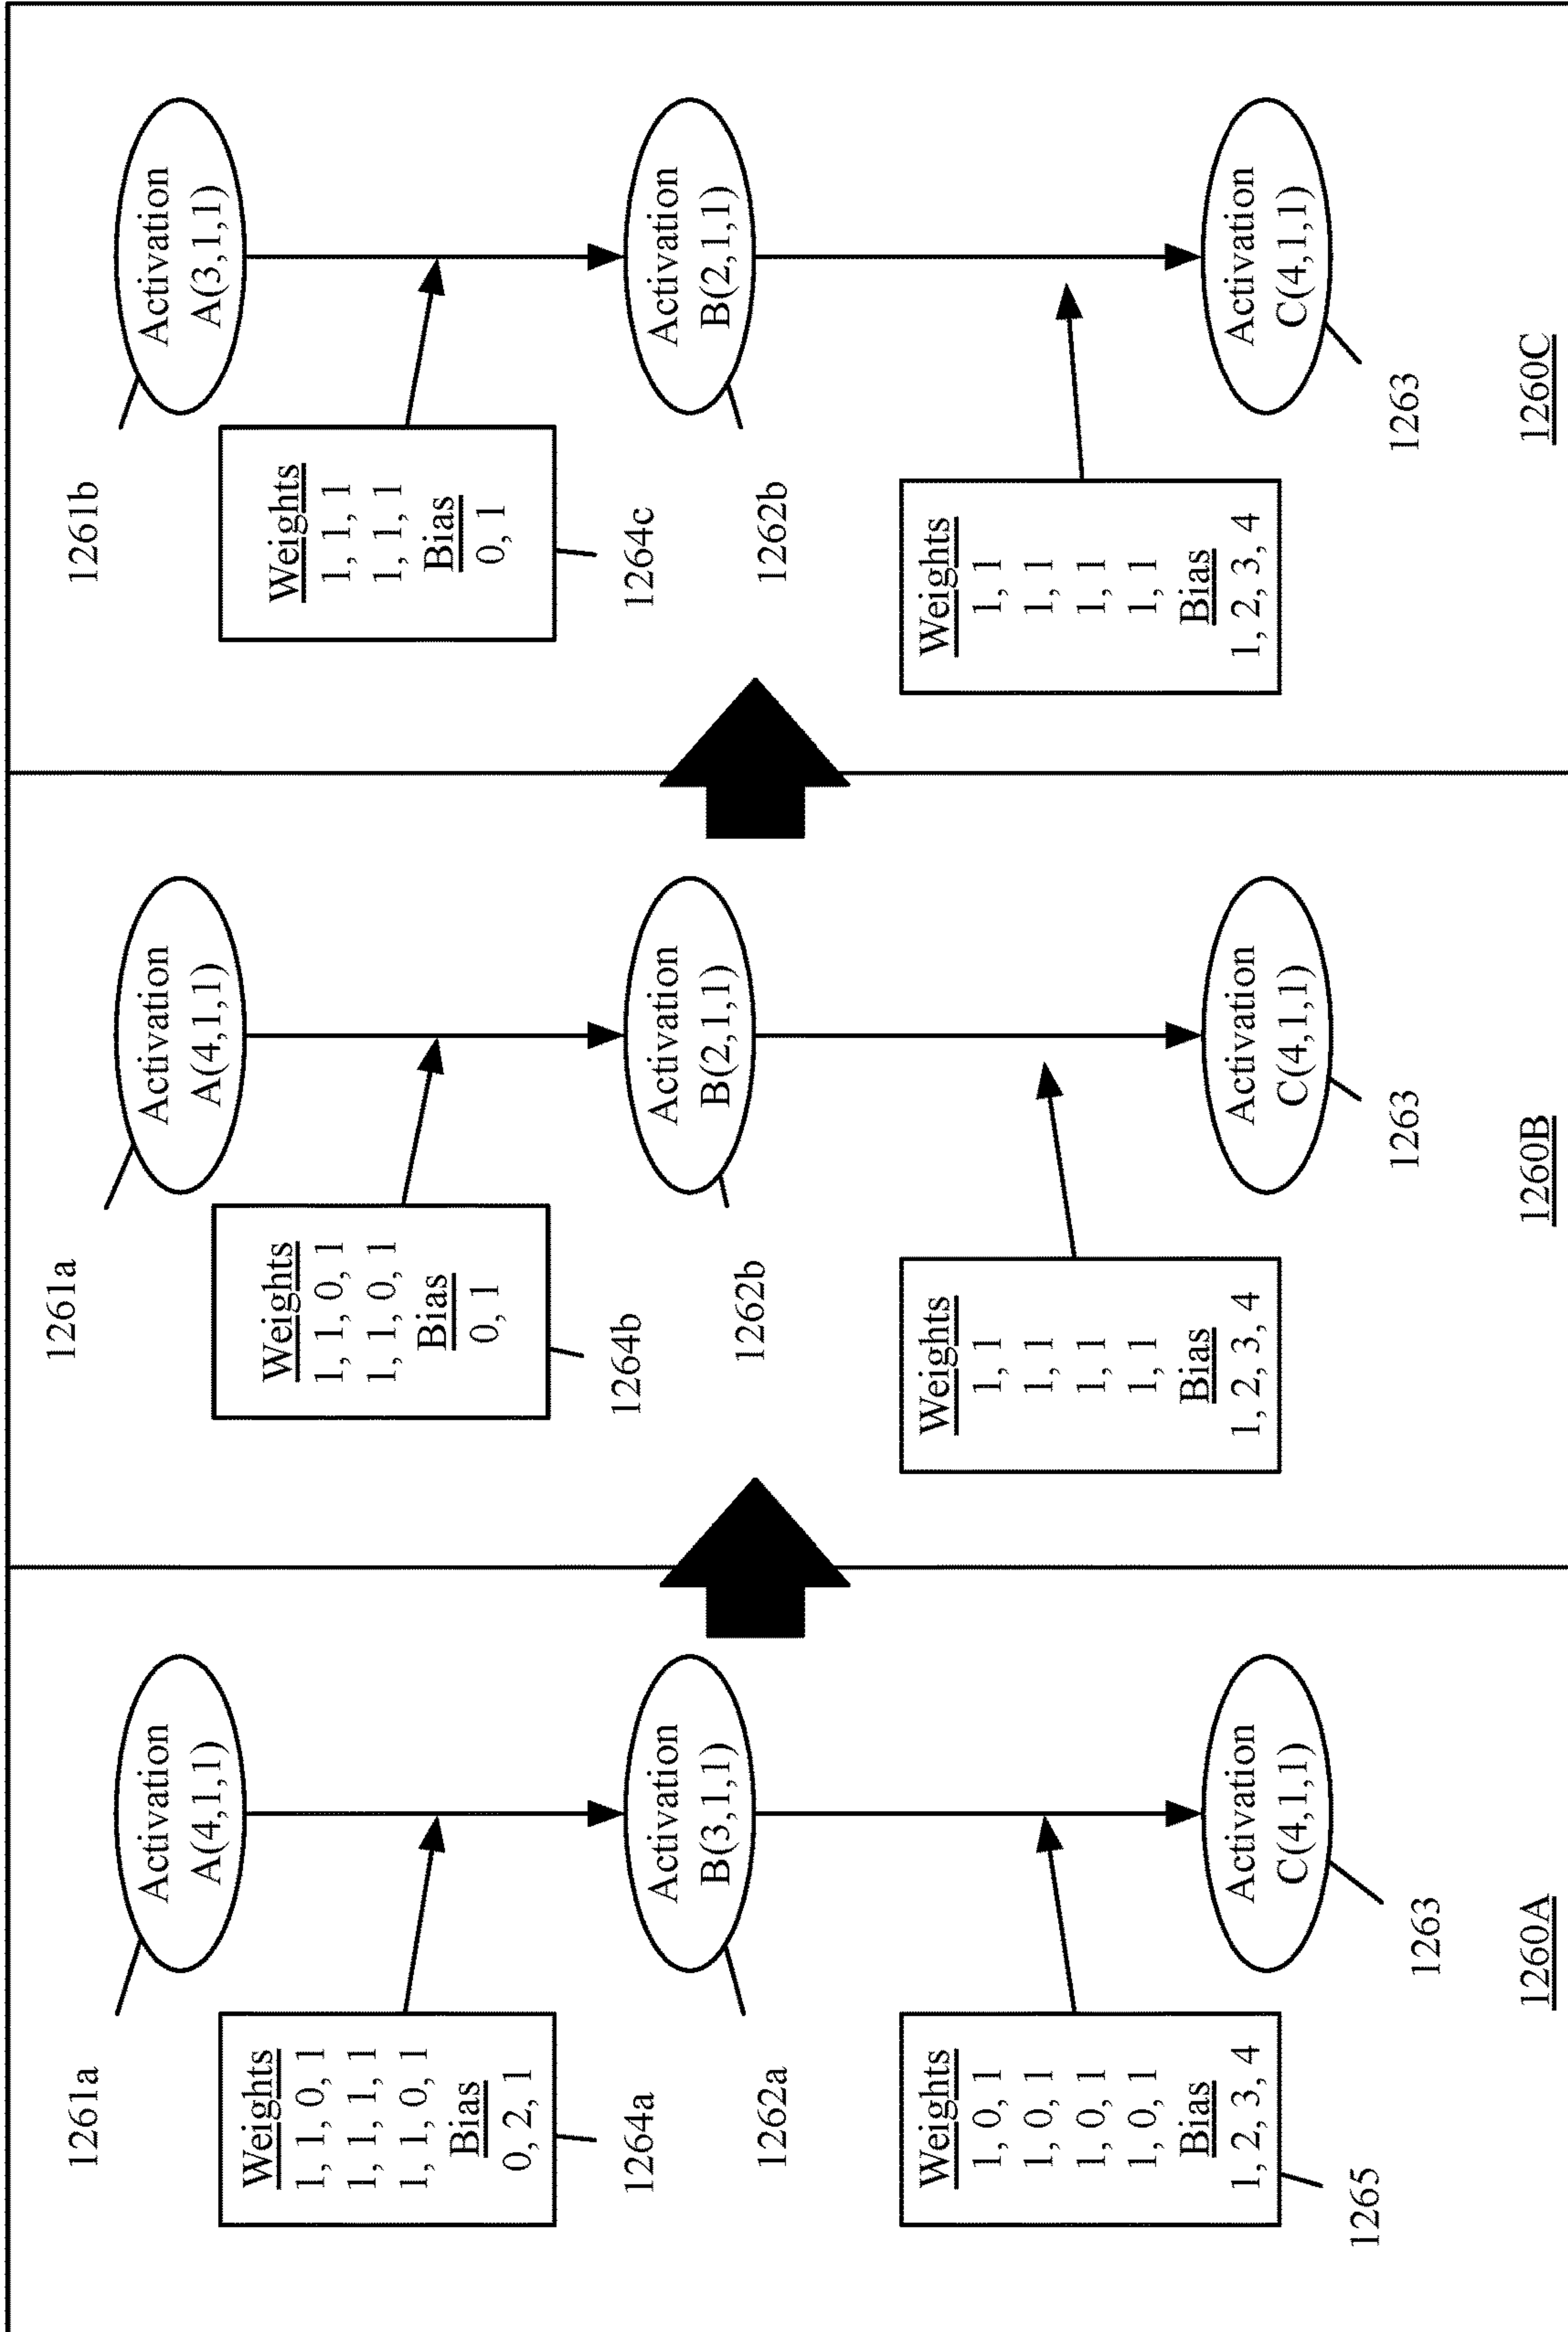 1261a
Activation
A(4,1,1)
Weights
1, 1, 0, 1
1, 1, 1, 1
1, 1, 0, 1
Bias
0, 2, 1
1264a
Activation
B(3,1,1)
1262a
Weights
1, 0, 1
1, 0, 1
1, 0, 1
1, 0, 1
Bias
1, 2, 3, 4
1265
Activation
C(4,1,1)
1263
1260A
1261a
Activation
A(4,1,1)
Weights
1, 1, 0, 1
1, 1, 0, 1
Bias
0, 1
1264b
Activation
B(2,1,1)
1262b
Weights
1, 1
1, 1
1, 1
1, 1
Bias
1, 2, 3, 4
Activation
C(4,1,1)
1263
1260B
1261b
Activation
A(3,1,1)
Weights
1, 1, 1
1, 1, 1
Bias
0, 1
1264c
Activation
B(2,1,1)
1262b
Weights
1, 1
1, 1
1, 1
1, 1
Bias
1, 2, 3, 4
Activation
C(4,1,1)
1263
1260C